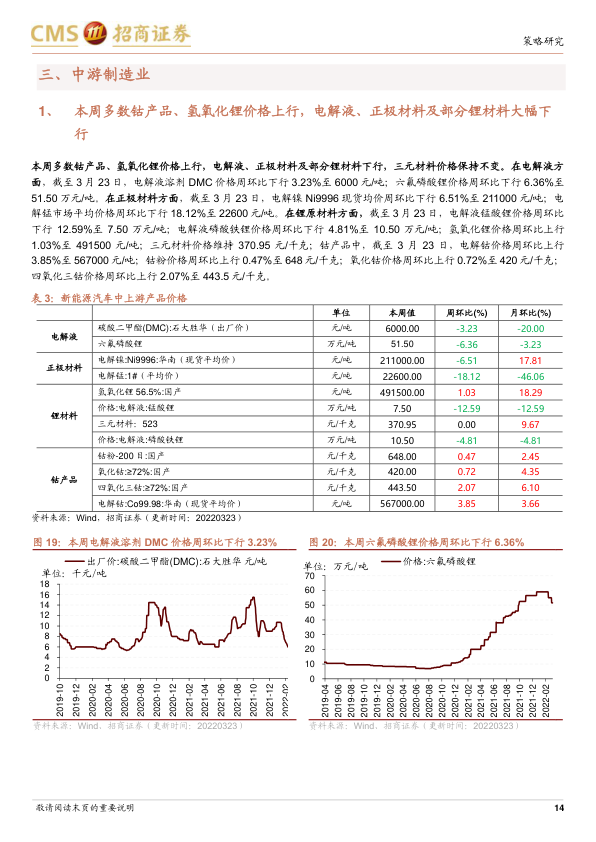 CMS 招商证券
策略研究
三、中游制造业
1、 本周多数钴产品、氢氧化锂价格上行，电解液、正极材料及部分锂材料大幅下
行
本周多数钴产品、氢氧化锂价格上行，电解液、正极材料及部分锂材料下行，三元材料价格保持不变。在电解液方
面，截至 3 月 23 日，电解液溶剂 DMC 价格周环比下行 3.23%至 6000 元/吨；六氟磷酸锂价格周环比下行 6.36%至
51.50 万元/吨。在正极材料方面，截至 3 月 23 日，电解镍 Ni9996 现货均价周环比下行 6.51%至 211000 元/吨；电
解锰市场平均价格周环比下行 18.12%至 22600 元/吨。在锂原材料方面，截至 3 月 23 日，电解液锰酸锂价格周环比
下行 12.59%至 7.50 万元/吨；电解液磷酸铁锂价格周环比下行 4.81%至 10.50 万元/吨；氢氧化锂价格周环比上行
1.03%至 491500 元/吨；三元材料价格维持 370.95 元/千克；钴产品中，截至 3 月 23 日，电解钴价格周环比上行
3.85%至 567000 元/吨；钴粉价格周环比上行 0.47%至 648 元/千克；氧化钴价格周环比上行 0.72%至 420 元/千克；
四氧化三钴价格周环比上行 2.07%至 443.5 元/千克。
表 3：新能源汽车中上游产品价格
单位 本周值 周环比(%) 月环比(%)
电解液 碳酸二甲酯(DMC):石大胜华（出厂价） 元/吨 6000.00 -3.23 -20.00
六氟磷酸锂 万元/吨 51.50 -6.36 -3.23
正极材料 电解镍:Ni9996:华南（现货平均价） 元/吨 211000.00 -6.51 17.81
电解锰:1#（平均价） 元/吨 22600.00 -18.12 -46.06
锂材料 氢氧化锂 56.5%:国产 元/吨 491500.00 1.03 18.29
价格:电解液:锰酸锂 万元/吨 7.50 -12.59 -12.59
三元材料：523 元/千克 370.95 0.00 9.67
价格:电解液:磷酸铁锂 万元/吨 10.50 -4.81 -4.81
钴产品 钴粉-200 目:国产 元/千克 648.00 0.47 2.45
氧化钴:≥72%:国产 元/千克 420.00 0.72 4.35
四氧化三钴:≥72%:国产 元/千克 443.50 2.07 6.10
电解钴:Co99.98:华南（现货平均价） 元/吨 567000.00 3.85 3.66
资料来源：Wind，招商证券（更新时间：20220323）
图 19：本周电解液溶剂 DMC 价格周环比下行 3.23%
出厂价:碳酸二甲酯(DMC):石大胜华 元/吨
单位：千元/吨
18
16
14
12
10
8
6
4
2
0
2019-10 2019-12 2020-02 2020-04 2020-06 2020-08 2020-10 2020-12 2021-02 2021-04 2021-06 2021-08 2021-10 2021-12 2022-02
资料来源：Wind，招商证券（更新时间：20220323）
图 20：本周六氟磷酸锂价格周环比下行 6.36%
价格:六氟磷酸锂
单位：万元/吨
70
60
50
40
30
20
10
0
2019-04 2019-06 2019-08 2019-10 2019-12 2020-02 2020-04 2020-06 2020-08 2020-10 2020-12 2021-02 2021-04 2021-06 2021-08 2021-10 2021-12 2022-02
资料来源：Wind，招商证券（更新时间：20220323）
敬请阅读末页的重要说明
14